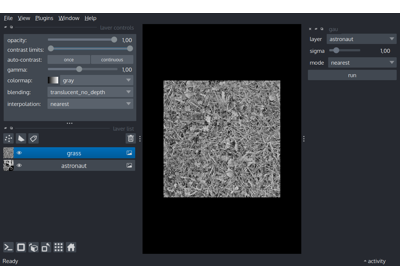 File View Plugins Window Help
layer controls
opacity: 1,00
contrast limits:
auto-contrast: once continuous
gamma: 1,00
colormap: gray
blending: translucent_no_depth
interpolation: nearest
layer list
grass
astronaut
layer astronaut
sigma 1,00
mode nearest
run
Ready
activity